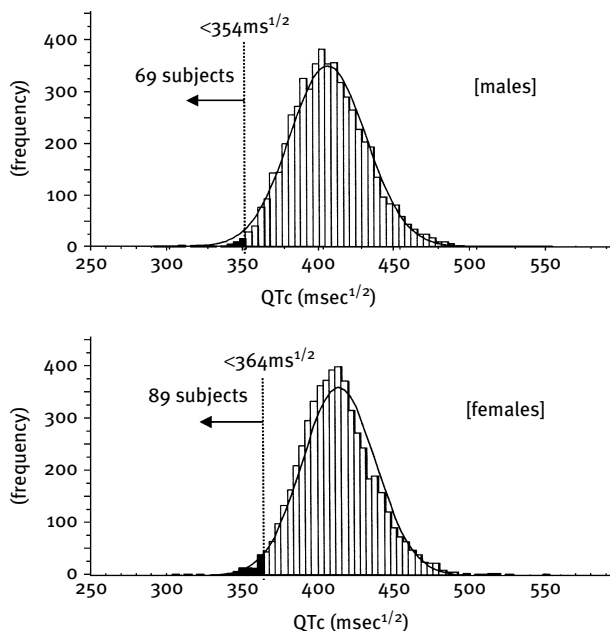 <354ms1/2
400
69 subjects
[males]
300
200
100
0
(frequency)
250 300 350 400 450 500 550
QTc (msec1/2)
<364ms1/2
400
89 subjects
[females]
300
200
100
0
(frequency)
250 300 350 400 450 500 550
QTc (msec1/2)